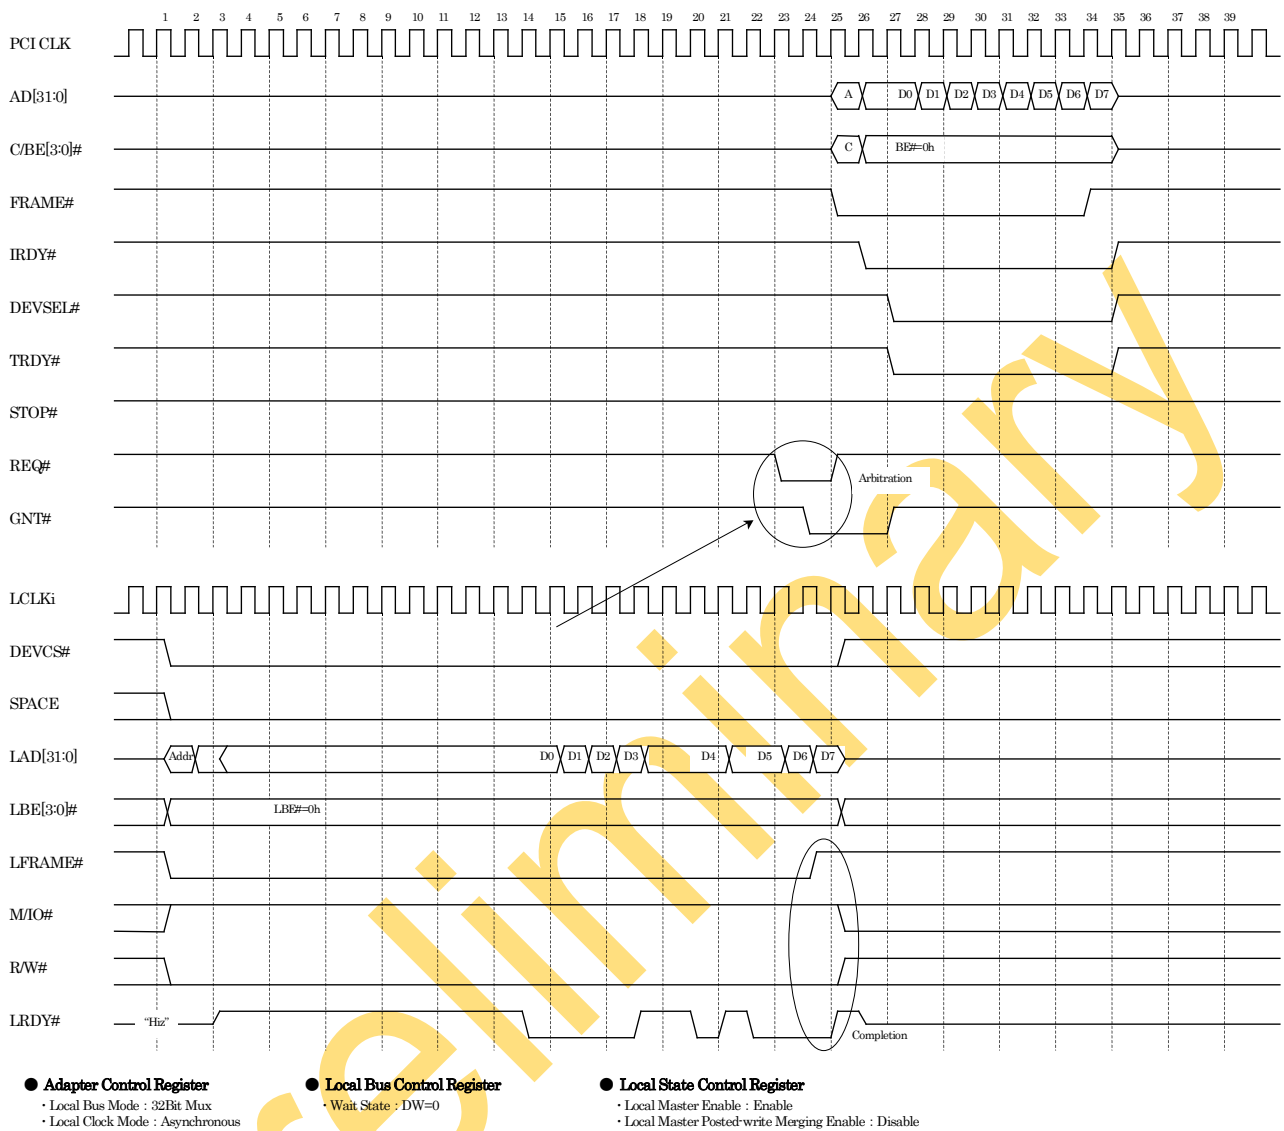 1 2 3 4 5 6 7 8 9 10 11 12 13 14 15 16 17 18 19 20 21 22 23 24 25 26 27 28 29 30 31 32 33 34 35 36 37 38 39
PCI CLK
AD[31:0] A D0 D1 D2 D3 D4 D5 D6 D7
C/BE[3:0]# C BE#=0h
FRAME#
IRDY#
DEVSEL#
TRDY#
STOP#
REQ#
Arbitration
GNT#
LCLKi
DEVCS#
SPACE
LAD[31:0] Addr D0 D1 D2 D3 D4 D5 D6 D7
LBE[3:0]# LBE#=0h
LFRAME#
M/IO#
R/W#
LRDY# “Hiz”
Completion
● Adapter Control Register
・Local Bus Mode : 32Bit Mux
・Local Clock Mode : Asynchronous
● Local Bus Control Register
・Wait State : DW=0
● Local State Control Register
・Local Master Enable : Enable
・Local Master Posted-write Merging Enable : Disable
eliminary